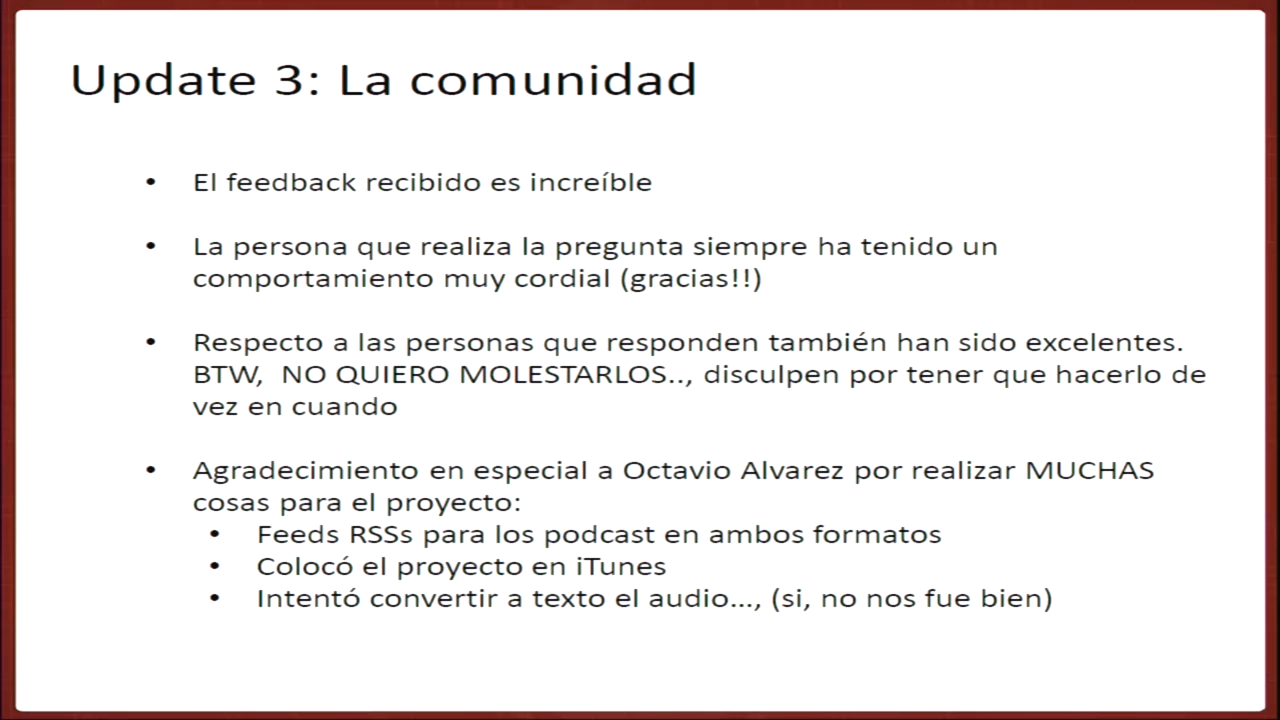 Update 3: La comunidad
• El feedback recibido es increíble
• La persona que realiza la pregunta siempre ha tenido un
comportamiento muy cordial (gracias!!)
• Respecto a las personas que responden también han sido excelentes.
BTW,  NO QUIERO MOLESTARLOS.., disculpen por tener que hacerlo de
vez en cuando
• Agradecimiento en especial a Octavio Alvarez por realizar MUCHAS
cosas para el proyecto:
• Feeds RSSs para los podcast en ambos formatos
• Colocó el proyecto en iTunes
• Intentó convertir a texto el audio…, (si, no nos fue bien)